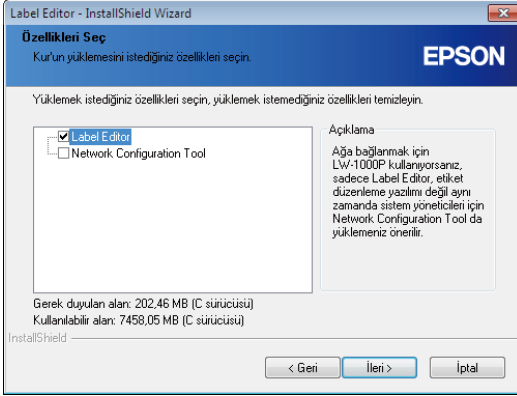 Label Editor - InstallShield Wizard
Özellikleri Seç
Kur'un yüklemesini istediğiniz özellikleri seçin.
EPSON
Yüklemek istediğiniz özellikleri seçin, yüklemek istemediğiniz özellikleri temizleyin.
Label Editor
Network Configuration Tool
Açıklama
Ağa bağlanmak için
LW-1000P kullanıyorsanız,
sadece Label Editor, etiket
düzenleme yazılımı değil aynı
zamanda sistem yöneticileri için
Network Configuration Tool da
yüklemeniz önerilir.
Gerek duyulan alan: 202,46 MB (C sürücüsü)
Kullanılabilir alan: 7458,05 MB (C sürücüsü)
InstallShield
< Geri
İleri >
İptal